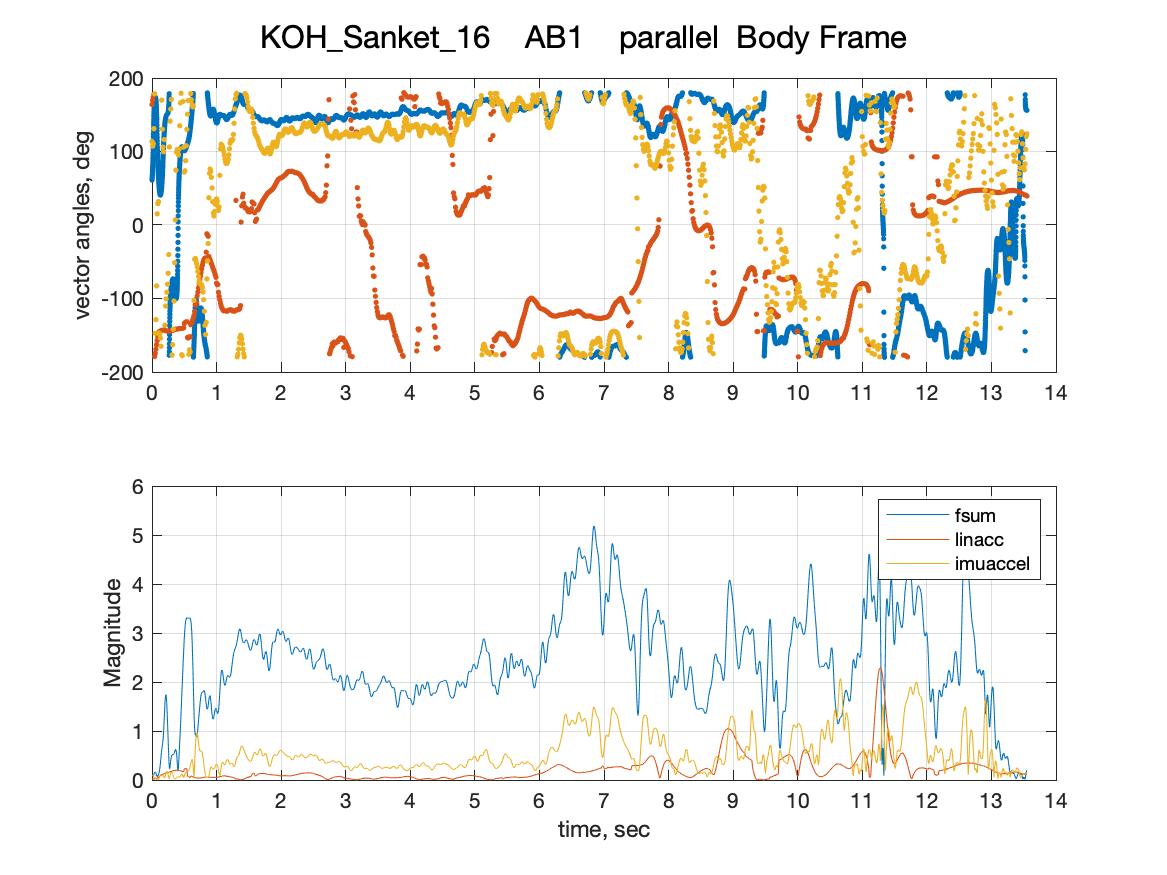 KOH_Sanket_16 AB1 parallel Body Frame
200
100
0
-100
-200
vector angles, deg
0 1 2 3 4 5 6 7 8 9 10 11 12 13 14
6
5
4
3
2
1
0
Magnitude
fsum
linacc
imuaccel
0 1 2 3 4 5 6 7 8 9 10 11 12 13 14
time, sec